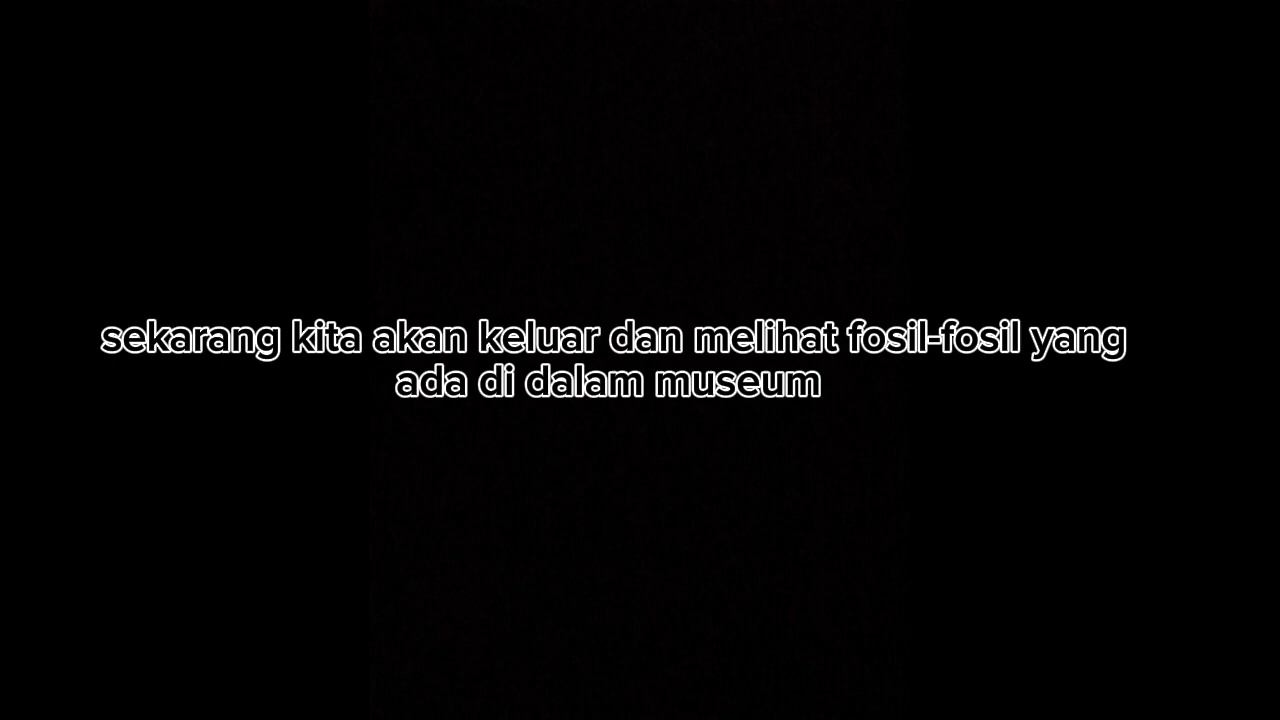 sekarang kita akan keluar dan melihat fosil-fosil yang
ada di dalam museum